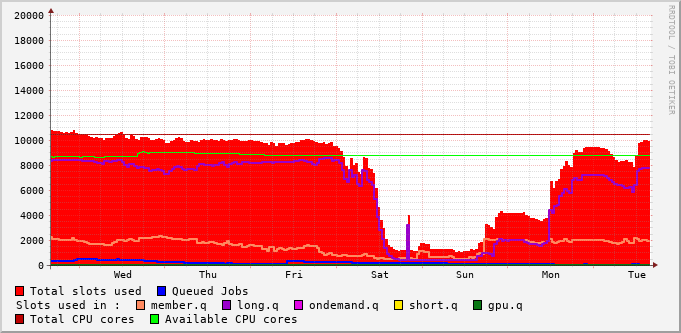 20000
18000
16000
14000
12000
10000
8000
6000
4000
2000
0
Wed Thu Fri Sat Sun Mon Tue
Total slots used Queued Jobs
Slots used in : member.q long.q ondemand.q short.q gpu.q
Total CPU cores Available CPU cores
RRDTOOL / TOBI OETIKER